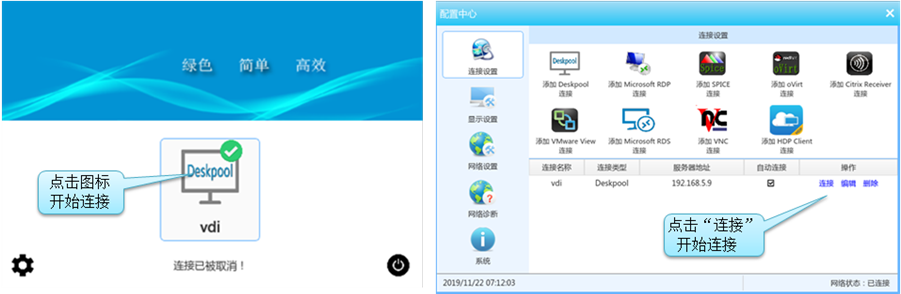 绿色 简单 高效
Deskpool
vdi
点击图标
开始连接
连接已被取消！
配置中心
连接设置
显示设置
网络设置
网络诊断
系统
连接设置
Deskpool
添加 Deskpool
连接
添加 Microsoft RDP
连接
Spice
添加 SPICE
连接
oVirt
添加 oVirt
连接
添加 Citrix Receiver
连接
添加 VMware View
连接
添加 Microsoft RDS
连接
VNC
添加 VNC
连接
添加 HDP Client
连接
连接名称 连接类型 服务器地址 自动连接 操作
vdi Deskpool 192.168.5.9 连接 编辑 删除
点击“连接”
开始连接
2019/11/22 07:12:03 网络状态：已连接